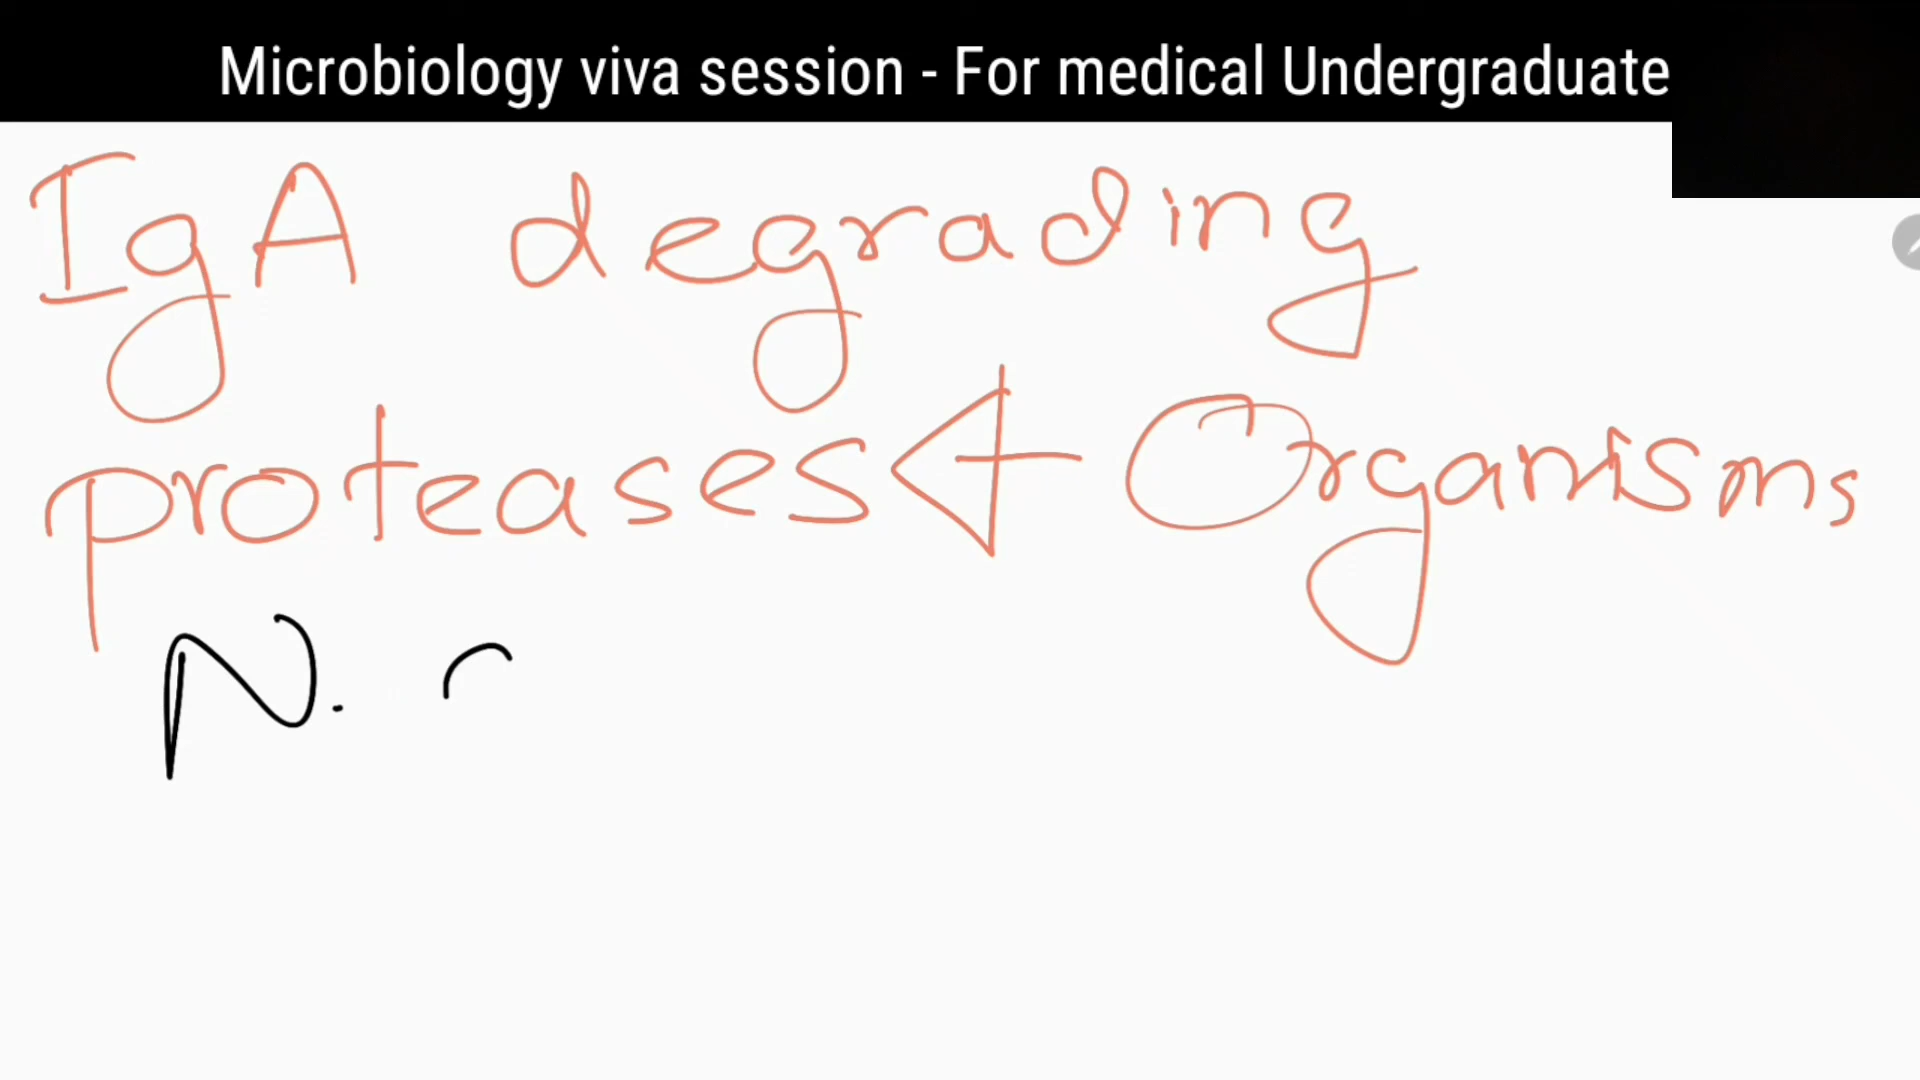 Microbiology viva session - For medical Undergraduate
IgA degrading
proteases & Organisms
N.